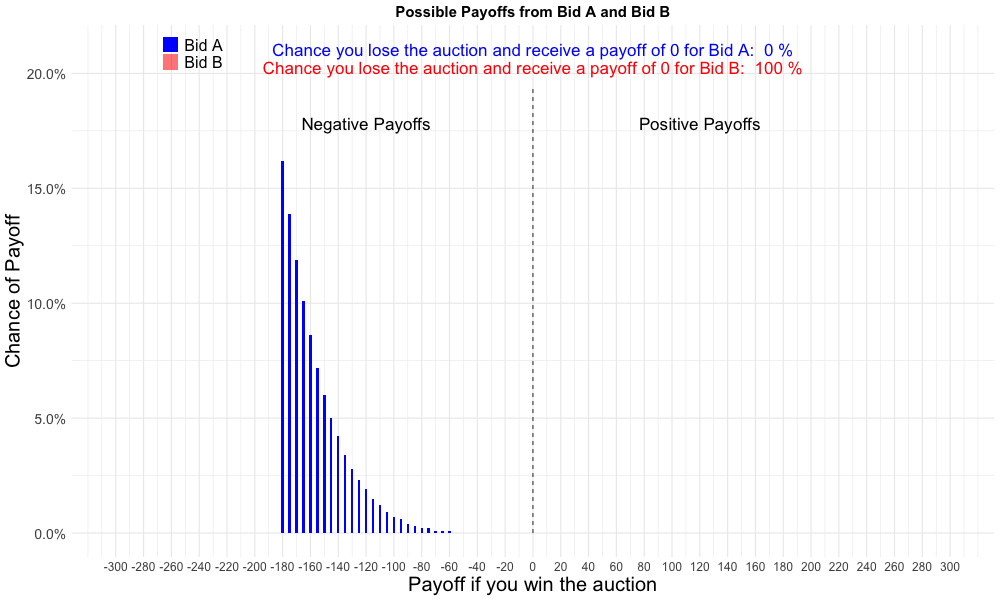 Possible Payoffs from Bid A and Bid B
Bid A
Bid B
Chance you lose the auction and receive a payoff of 0 for Bid A:  0 %
Chance you lose the auction and receive a payoff of 0 for Bid B:  100 %
Negative Payoffs
Positive Payoffs
Chance of Payoff
20.0%
15.0%
10.0%
5.0%
0.0%
-300 -280 -260 -240 -220 -200 -180 -160 -140 -120 -100 -80 -60 -40 -20 0 20 40 60 80 100 120 140 160 180 200 220 240 260 280 300
Payoff if you win the auction